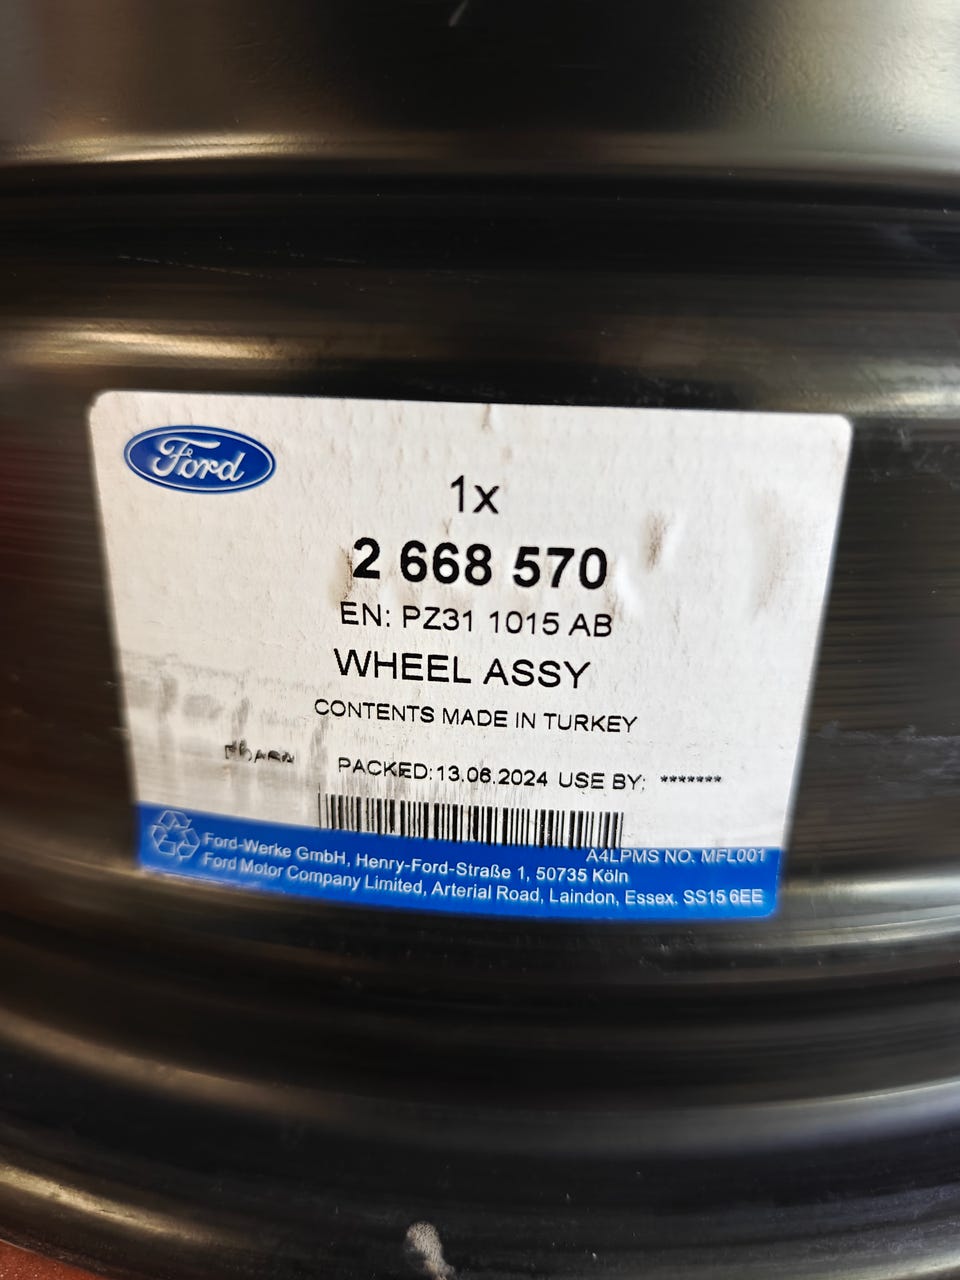 Ford
1x
2 668 570
EN: PZ31 1015 AB
WHEEL ASSY
CONTENTS MADE IN TURKEY
PACKED:13.06.2024 USE BY: *******
A4LPMS NO. MFL001
Ford-Werke GmbH, Henry-Ford-Straße 1, 50735 Köln
Ford Motor Company Limited, Arterial Road, Laindon, Essex. SS15 6EE